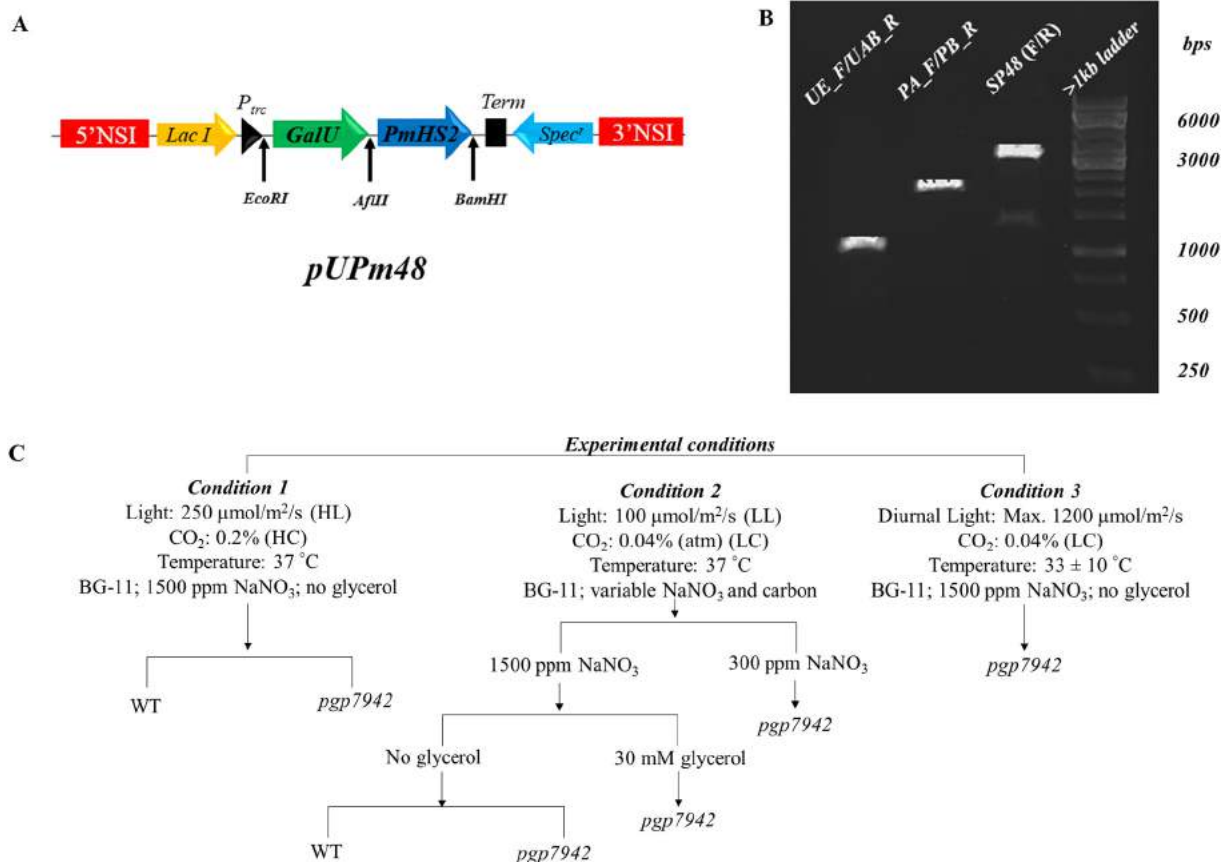 A
5'NSI
Lac I
P_trc
GalU
PmHS2
Term
Spec^r
3'NSI
EcoRI
AflII
BamHI
pUPm48
B
UE_F/UAB_R
PA_F/PB_R
SP48 (F/R)
>1kb ladder
bps
6000
3000
1000
500
250
C
Experimental conditions
Condition 1
Light: 250 μmol/m²/s (HL)
CO₂: 0.2% (HC)
Temperature: 37 °C
BG-11; 1500 ppm NaNO₃; no glycerol
WT
pgp7942
Condition 2
Light: 100 μmol/m²/s (LL)
CO₂: 0.04% (atm) (LC)
Temperature: 37 °C
BG-11; variable NaNO₃ and carbon
1500 ppm NaNO₃
300 ppm NaNO₃
pgp7942
No glycerol
30 mM glycerol
pgp7942
WT
pgp7942
Condition 3
Diurnal Light: Max. 1200 μmol/m²/s
CO₂: 0.04% (LC)
Temperature: 33 ± 10 °C
BG-11; 1500 ppm NaNO₃; no glycerol
pgp7942